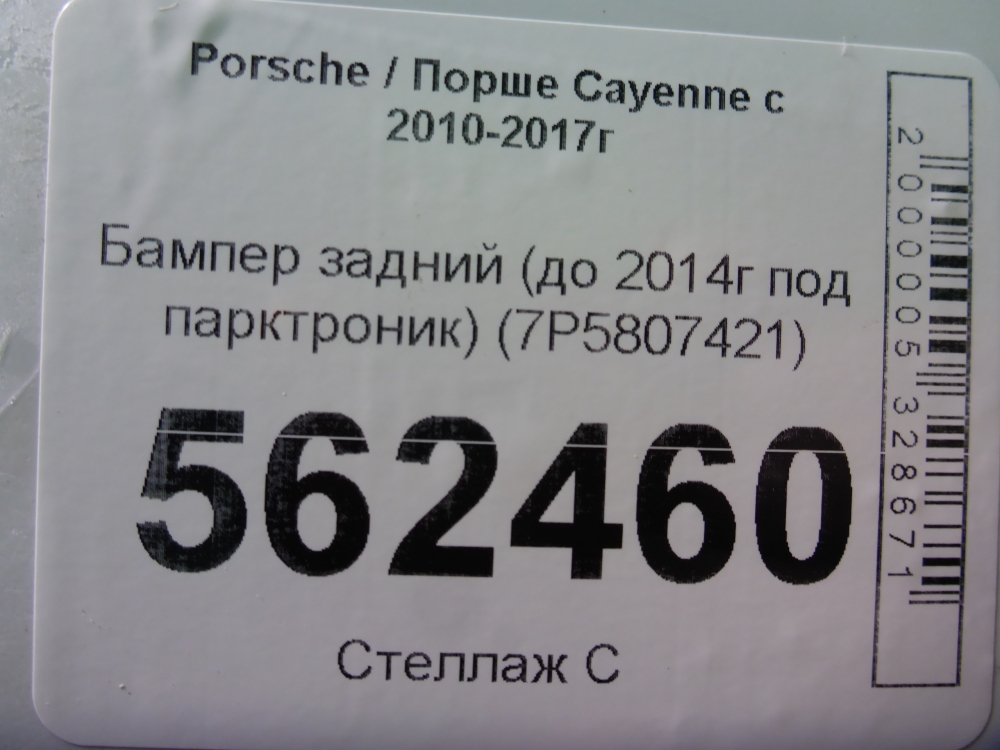 Porsche / Порше Cayenne с
2010-2017г
Бампер задний (до 2014г под
парктроник) (7P5807421)
562460
Стеллаж С
2000005328671